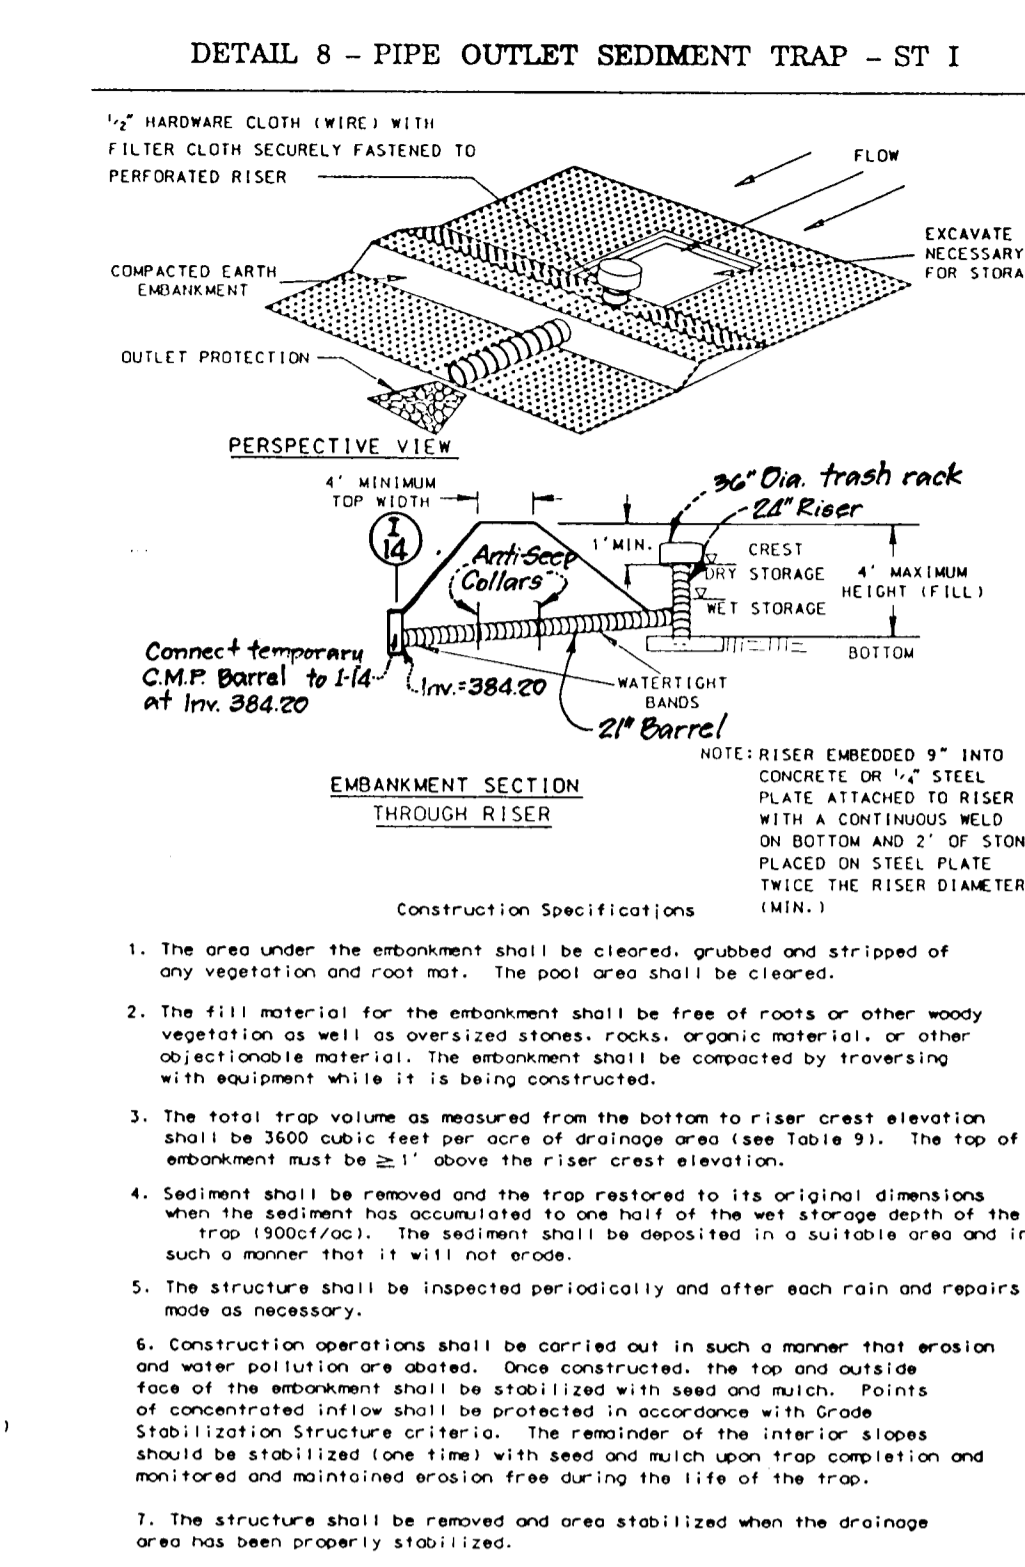 DETAIL 8 - PIPE OUTLET SEDIMENT TRAP - ST I
1/2" HARDWARE CLOTH (WIRE) WITH
FILTER CLOTH SECURELY FASTENED TO
PERFORATED RISER
FLOW
EXCAVATE
NECESSARY
FOR STORA
COMPACTED EARTH
EMBANKMENT
OUTLET PROTECTION
PERSPECTIVE VIEW
4' MINIMUM
TOP WIDTH
36" Dia. trash rack
24" Riser
I
14
1' MIN.
Anti-Seep
Collars
CREST
DRY STORAGE
WET STORAGE
4' MAXIMUM
HEIGHT (FILL)
BOTTOM
Connect temporary
C.M.P. Barrel to I-14
at Inv. 384.20
Inv.=384.20
WATERTIGHT
BANDS
21" Barrel
EMBANKMENT SECTION
THROUGH RISER
NOTE: RISER EMBEDDED 9" INTO
CONCRETE OR 1/4" STEEL
PLATE ATTACHED TO RISER
WITH A CONTINUOUS WELD
ON BOTTOM AND 2' OF STON
PLACED ON STEEL PLATE
TWICE THE RISER DIAMETER
(MIN.)
Construction Specifications
1. The area under the embankment shall be cleared, grubbed and stripped of
any vegetation and root mat. The pool area shall be cleared.
2. The fill material for the embankment shall be free of roots or other woody
vegetation as well as oversized stones, rocks, organic material, or other
objectionable material. The embankment shall be compacted by traversing
with equipment while it is being constructed.
3. The total trap volume as measured from the bottom to riser crest elevation
shall be 3600 cubic feet per acre of drainage area (see Table 9). The top of
embankment must be ≥ 1' above the riser crest elevation.
4. Sediment shall be removed and the trap restored to its original dimensions
when the sediment has accumulated to one half of the wet storage depth of the
trap (900cf/ac). The sediment shall be deposited in a suitable area and in
such a manner that it will not erode.
5. The structure shall be inspected periodically and after each rain and repairs
made as necessary.
6. Construction operations shall be carried out in such a manner that erosion
and water pollution are abated. Once constructed, the top and outside
face of the embankment shall be stabilized with seed and mulch. Points
of concentrated inflow shall be protected in accordance with Grade
Stabilization Structure criteria. The remainder of the interior slopes
should be stabilized (one time) with seed and mulch upon trap completion and
monitored and maintained erosion free during the life of the trap.
7. The structure shall be removed and area stabilized when the drainage
area has been properly stabilized.